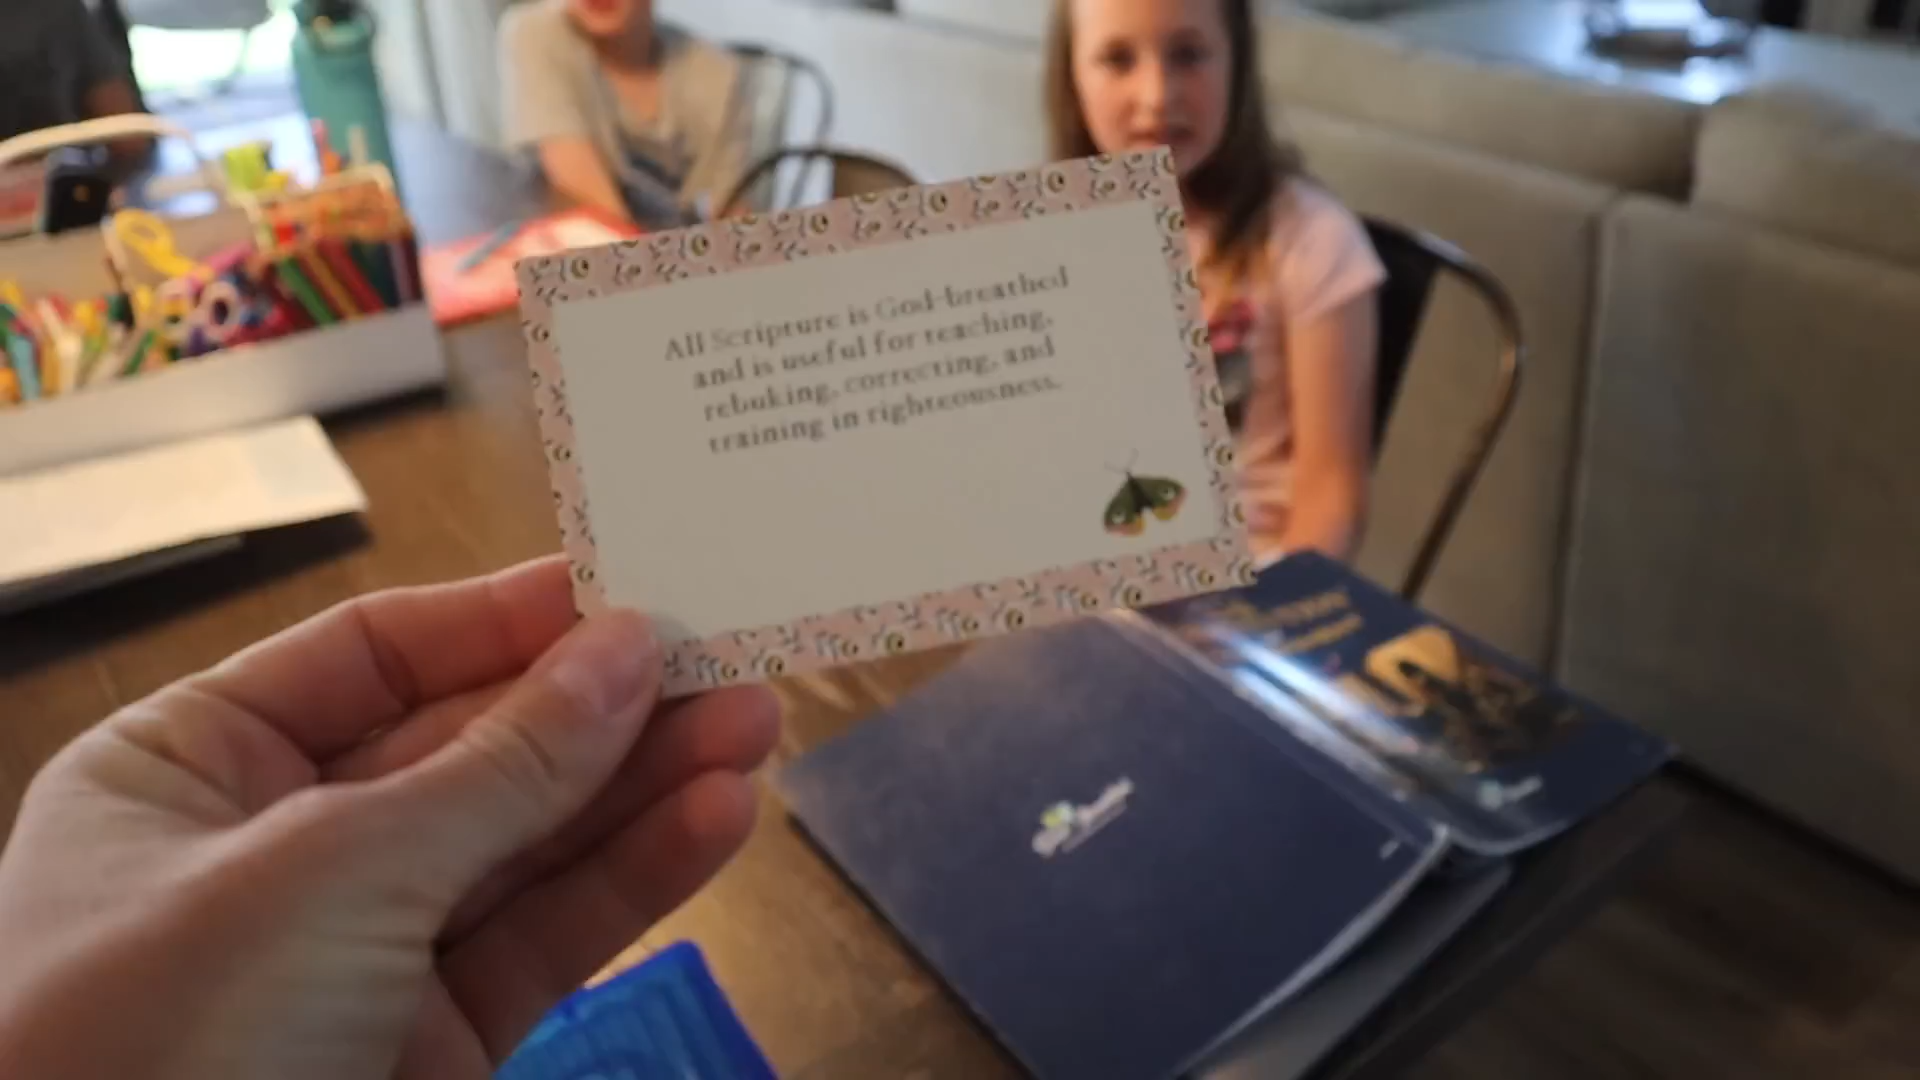 All Scripture is God-breathed
and is useful for teaching,
rebuking, correcting, and
training in righteousness.